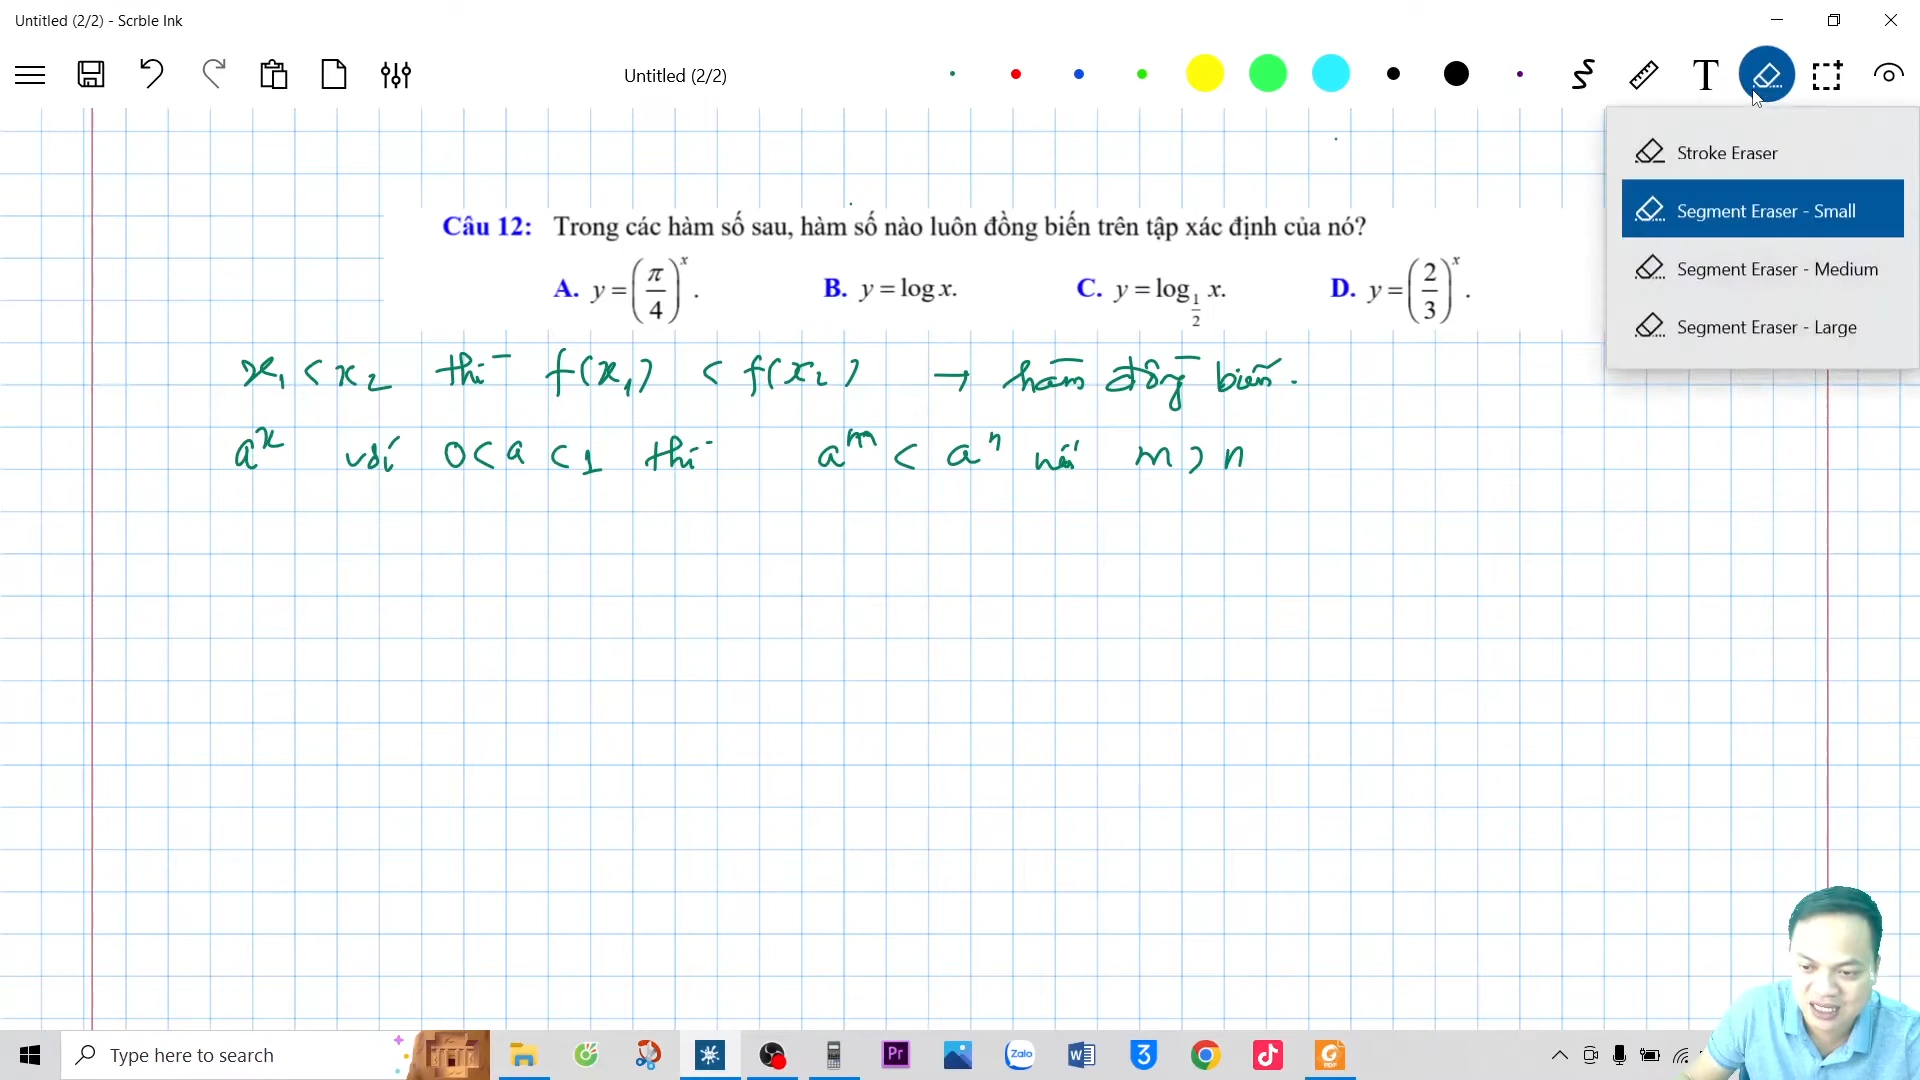 Untitled (2/2) - Scrble Ink
Untitled (2/2)
T
Stroke Eraser
Segment Eraser - Small
Segment Eraser - Medium
Segment Eraser - Large
Câu 12: Trong các hàm số sau, hàm số nào luôn đồng biến trên tập xác định của nó?
A. y = (π/4)^x. B. y = log x. C. y = log_{1/2} x. D. y = (2/3)^x.
x₁ < x₂ thì f(x₁) < f(x₂) → hàm đồng biến.
a^x với 0 < a < 1 thì a^m < a^n nếu m > n
Type here to search
Pr
Zalo